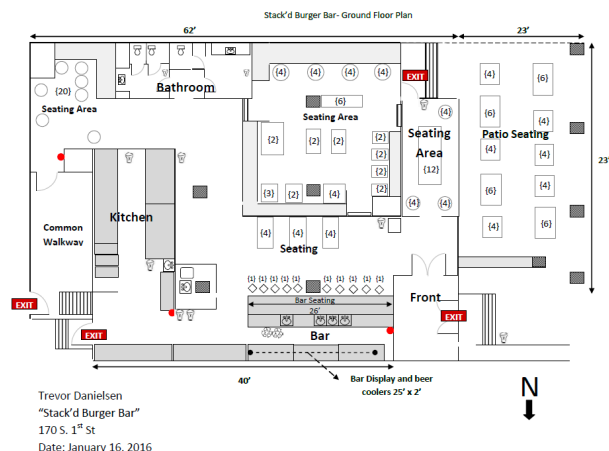 Stack'd Burger Bar- Ground Floor Plan
62'
23'
{4} {4} {4} {4}
EXIT
{4} {6}
Bathroom
{20}
Seating Area
{6}
Seating Area
{4}
{6} {4}
Seating Area
Patio Seating
23'
{2} {2} {2} {2}
{2}
{4} {4}
{12}
{2}
{3} {2} {4} {2}
{6} {4}
{4} {4}
Kitchen
Common Walkway
{4} {4} {4}
{4} {6}
Seating
{1} {1} {1} {1} {1} {1} {1} {1} {1} {1} {1}
Bar Seating
26'
Front
EXIT
EXIT
EXIT
Bar
40'
Bar Display and beer
coolers 25' x 2'
N
Trevor Danielsen
"Stack'd Burger Bar"
170 S. 1st St
Date: January 16, 2016